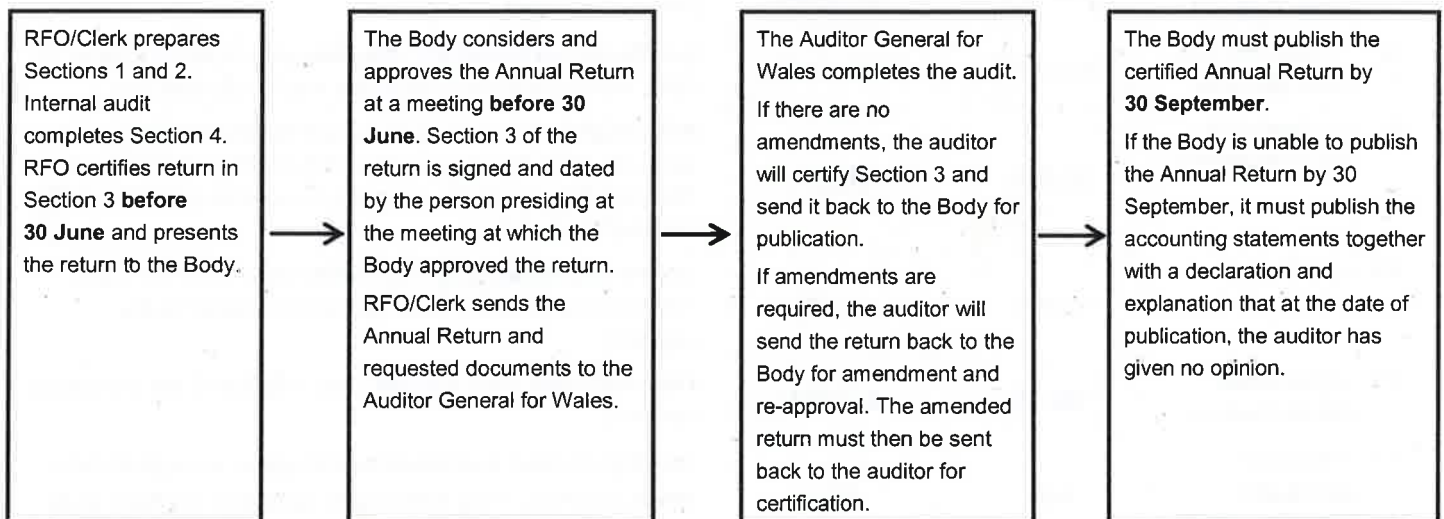 RFO/Clerk prepares
Sections 1 and 2.
Internal audit
completes Section 4.
RFO certifies return in
Section 3 before
30 June and presents
the return to the Body.
The Body considers and
approves the Annual Return
at a meeting before 30
June. Section 3 of the
return is signed and dated
by the person presiding at
the meeting at which the
Body approved the return.
RFO/Clerk sends the
Annual Return and
requested documents to the
Auditor General for Wales.
The Auditor General for
Wales completes the audit.
If there are no
amendments, the auditor
will certify Section 3 and
send it back to the Body for
publication.
If amendments are
required, the auditor will
send the return back to the
Body for amendment and
re-approval. The amended
return must then be sent
back to the auditor for
certification.
The Body must publish the
certified Annual Return by
30 September.
If the Body is unable to publish
the Annual Return by 30
September, it must publish the
accounting statements together
with a declaration and
explanation that at the date of
publication, the auditor has
given no opinion.